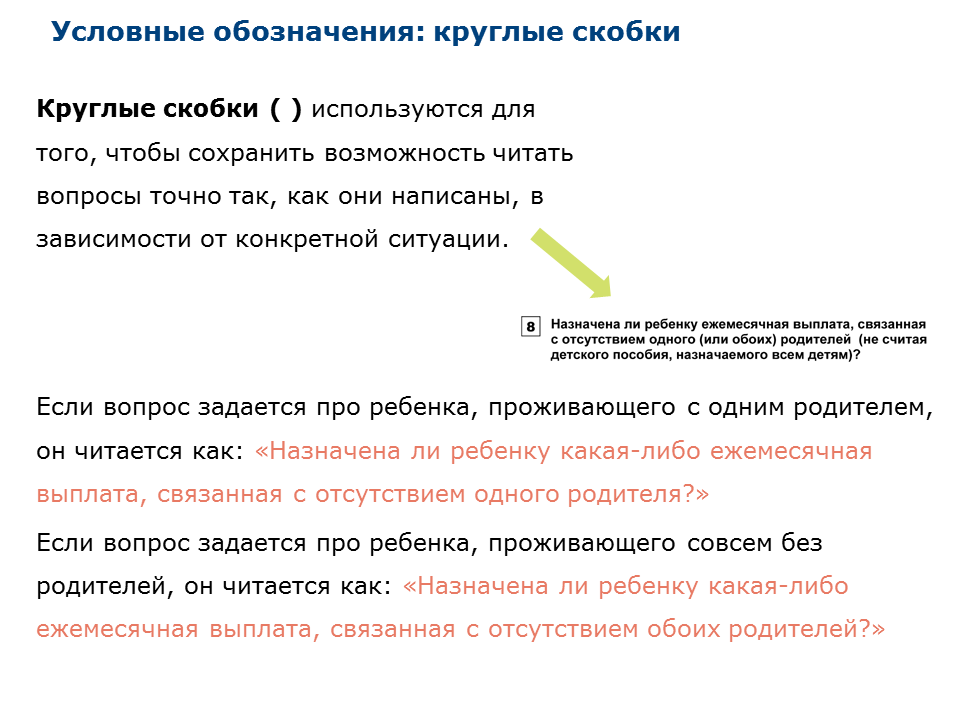 Условные обозначения: круглые скобки
Круглые скобки ( ) используются для
того, чтобы сохранить возможность читать
вопросы точно так, как они написаны, в
зависимости от конкретной ситуации.
8 Назначена ли ребенку ежемесячная выплата, связанная
с отсутствием одного (или обоих) родителей (не считая
детского пособия, назначаемого всем детям)?
Если вопрос задается про ребенка, проживающего с одним родителем,
он читается как: «Назначена ли ребенку какая-либо ежемесячная
выплата, связанная с отсутствием одного родителя?»
Если вопрос задается про ребенка, проживающего совсем без
родителей, он читается как: «Назначена ли ребенку какая-либо
ежемесячная выплата, связанная с отсутствием обоих родителей?»